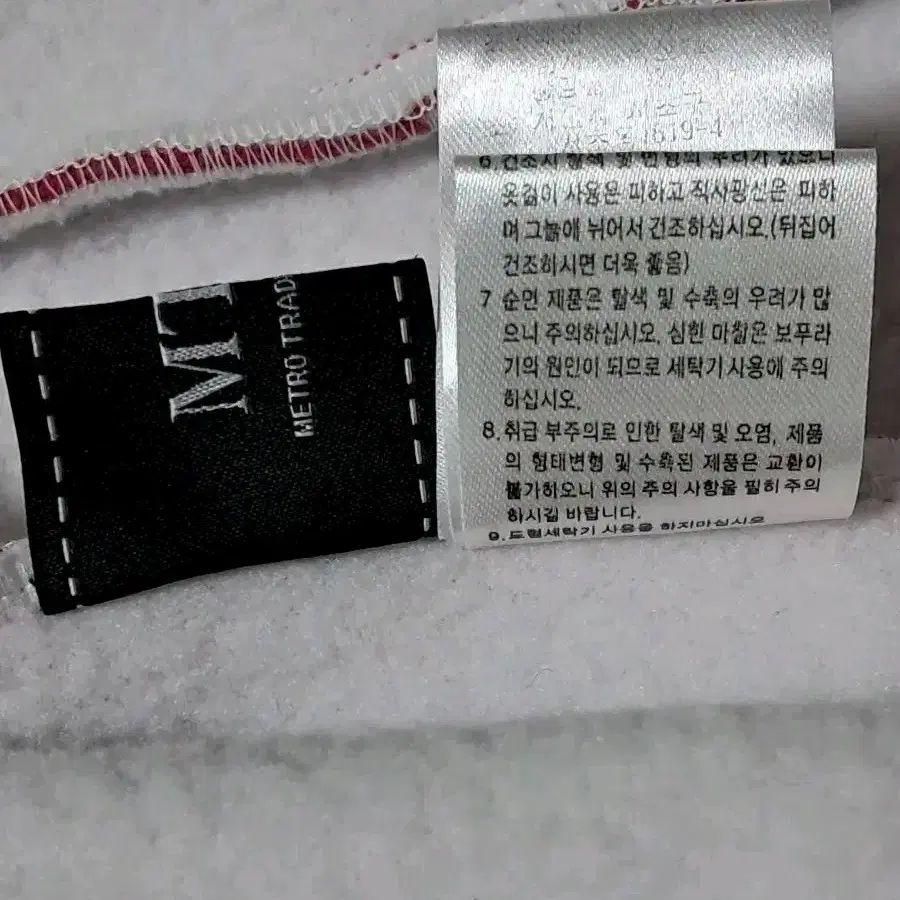 6.건조시 탈색 및 변형의 우려가 있으니
옷걸이 사용은 피하고 직사광선은 피하
며 그늘에 뉘어서 건조하십시오.(뒤집어
건조하시면 더욱 좋음)
7 순면 제품은 탈색 및 수축의 우려가 많
으니 주의하십시오. 심한 마찰은 보푸라
기의 원인이 되므로 세탁기 사용에 주의
하십시오.
8.취급 부주의로 인한 탈색 및 오염, 제품
의 형태변형 및 수축된 제품은 교환이
불가하오니 위의 주의 사항을 필히 주의
하시길 바랍니다.
9.드럼세탁기 사용을 하지마십시오
MT
METRO TRAD